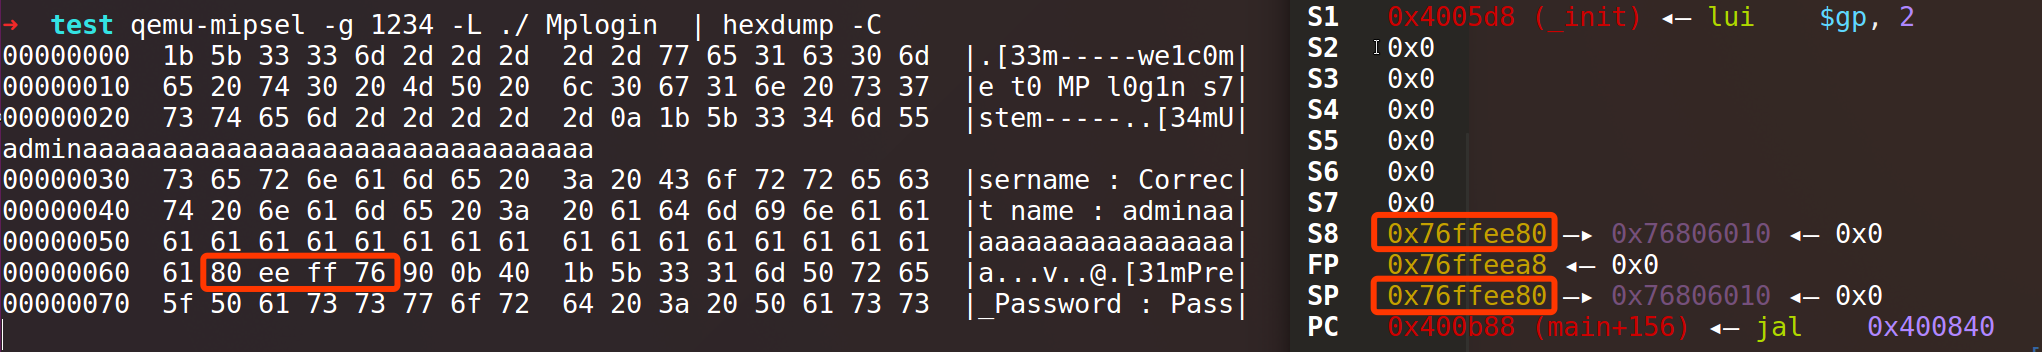 → test qemu-mipsel -g 1234 -L ./ Mplogin | hexdump -C
00000000 1b 5b 33 33 6d 2d 2d 2d 2d 2d 77 65 31 63 30 6d |.[33m-----we1c0m|
00000010 65 20 74 30 20 4d 50 20 6c 30 67 31 6e 20 73 37 |e t0 MP l0g1n s7|
00000020 73 74 65 6d 2d 2d 2d 2d 2d 0a 1b 5b 33 34 6d 55 |stem-----..[34mU|
adminaaaaaaaaaaaaaaaaaaaaaaaaaaaaaaaa
00000030 73 65 72 6e 61 6d 65 20 3a 20 43 6f 72 72 65 63 |sername : Correc|
00000040 74 20 6e 61 6d 65 20 3a 20 61 64 6d 69 6e 61 61 |t name : adminaa|
00000050 61 61 61 61 61 61 61 61 61 61 61 61 61 61 61 61 |aaaaaaaaaaaaaaaa|
00000060 61 80 ee ff 76 90 0b 40 1b 5b 33 31 6d 50 72 65 |a...v..@.[31mPre|
00000070 5f 50 61 73 73 77 6f 72 64 20 3a 20 50 61 73 73 |_Password : Pass|
S1 0x4005d8 (_init) ◂— lui $gp, 2
S2 0x0
S3 0x0
S4 0x0
S5 0x0
S6 0x0
S7 0x0
S8 0x76ffee80 —▸ 0x76806010 ◂— 0x0
FP 0x76ffeea8 ◂— 0x0
SP 0x76ffee80 —▸ 0x76806010 ◂— 0x0
PC 0x400b88 (main+156) ◂— jal 0x400840